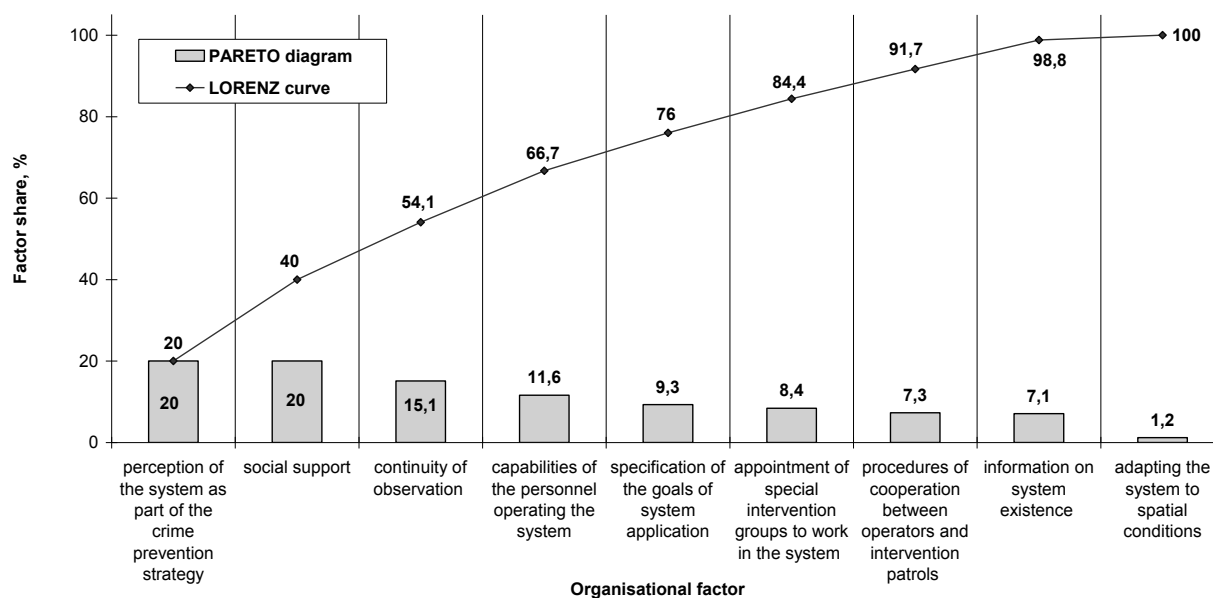 100
80
60
40
20
0
Factor share, %
PARETO diagram
LORENZ curve
20
40
54,1
66,7
76
84,4
91,7
98,8
100
20
20
15,1
11,6
9,3
8,4
7,3
7,1
1,2
perception of
the system as
part of the
crime
prevention
strategy
social support
continuity of
observation
capabilities of
the personnel
operating the
system
specification of
the goals of
system
application
appointment of
special
intervention
groups to work
in the system
procedures of
cooperation
between
operators and
intervention
patrols
information on
system
existence
adapting the
system to
spatial
conditions
Organisational factor